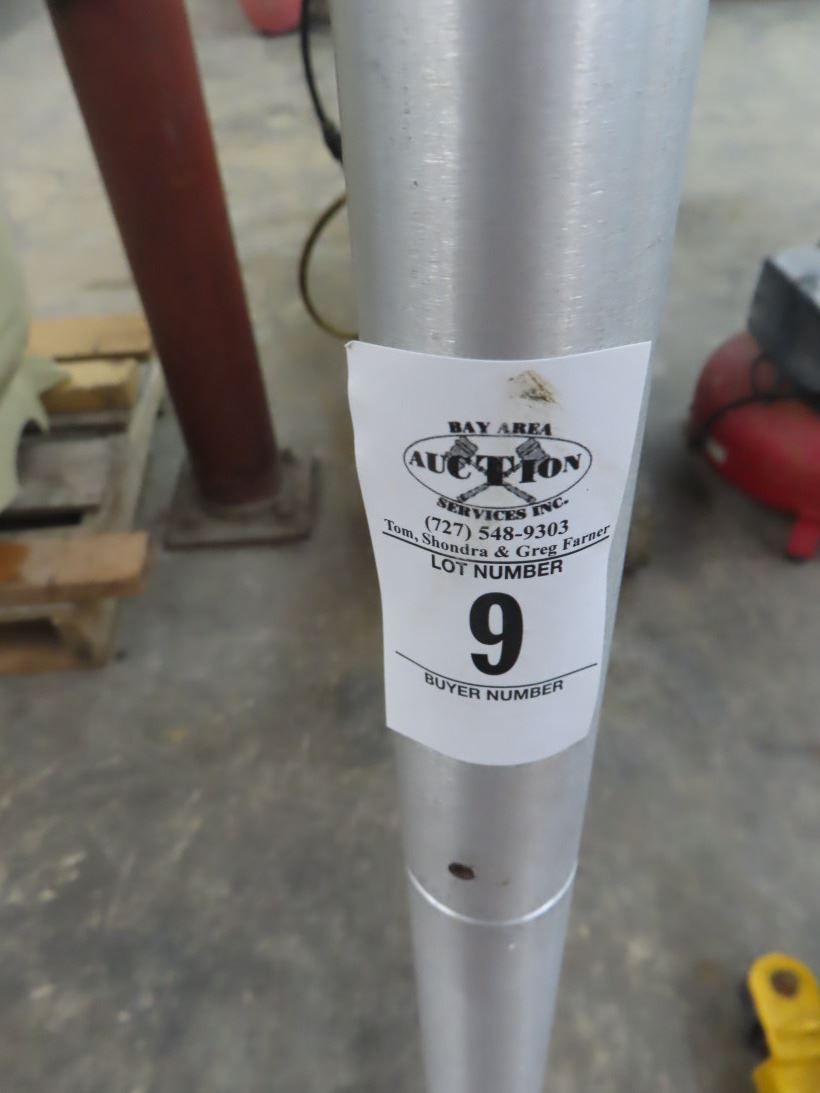 BAY AREA
AUCTION
SERVICES INC.
(727) 548-9303
Tom, Shondra & Greg Farner
LOT NUMBER
9
BUYER NUMBER